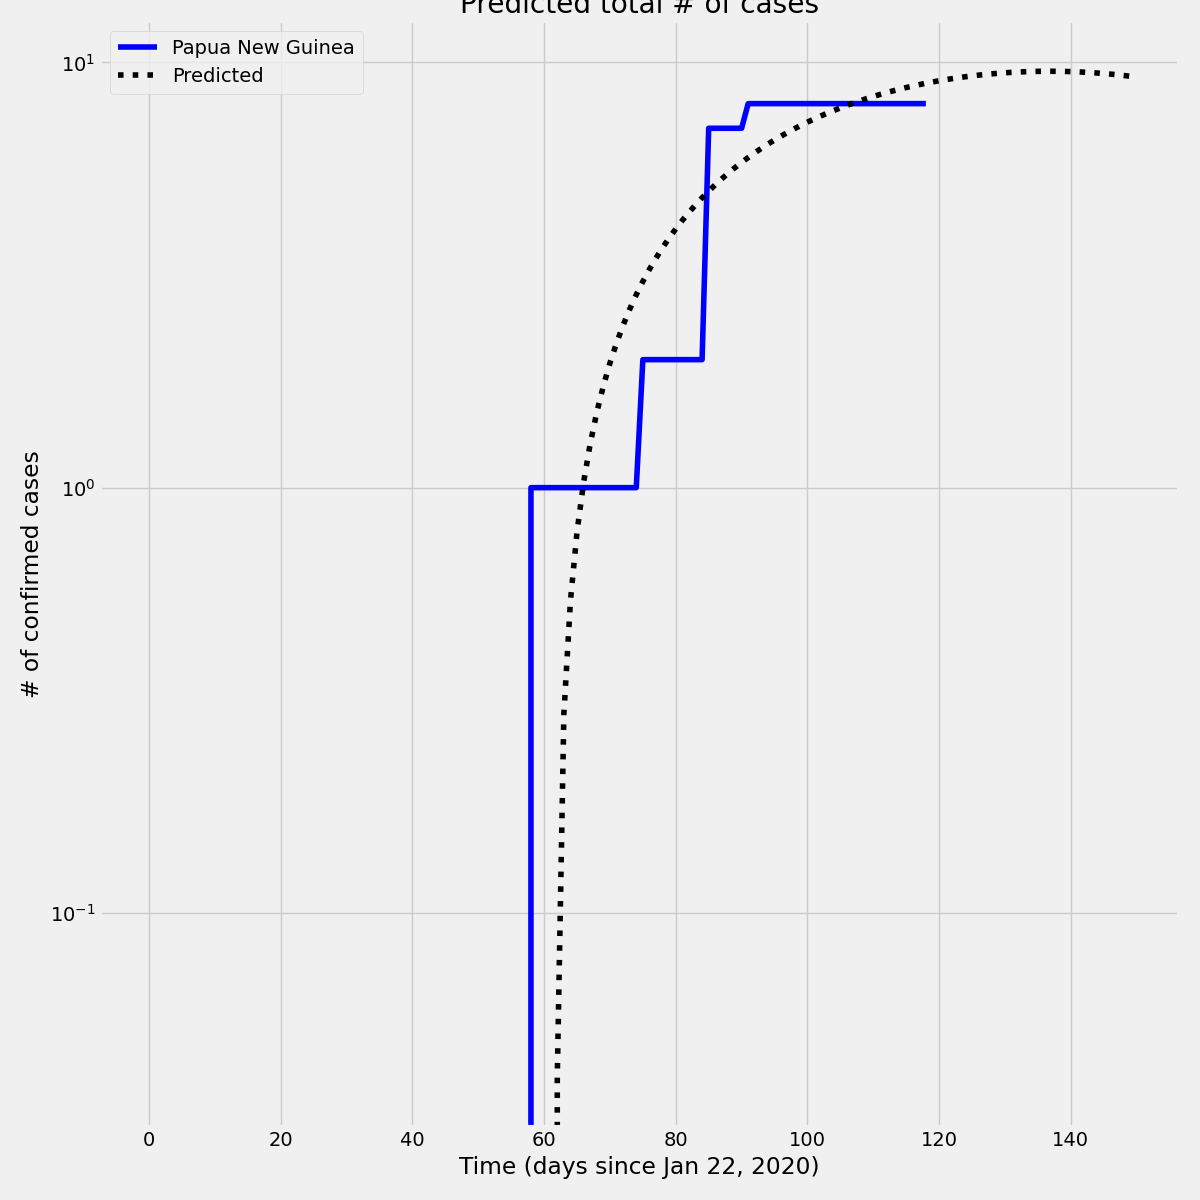 Predicted total # of cases
Papua New Guinea
Predicted
10¹
10⁰
10⁻¹
# of confirmed cases
0 20 40 60 80 100 120 140
Time (days since Jan 22, 2020)